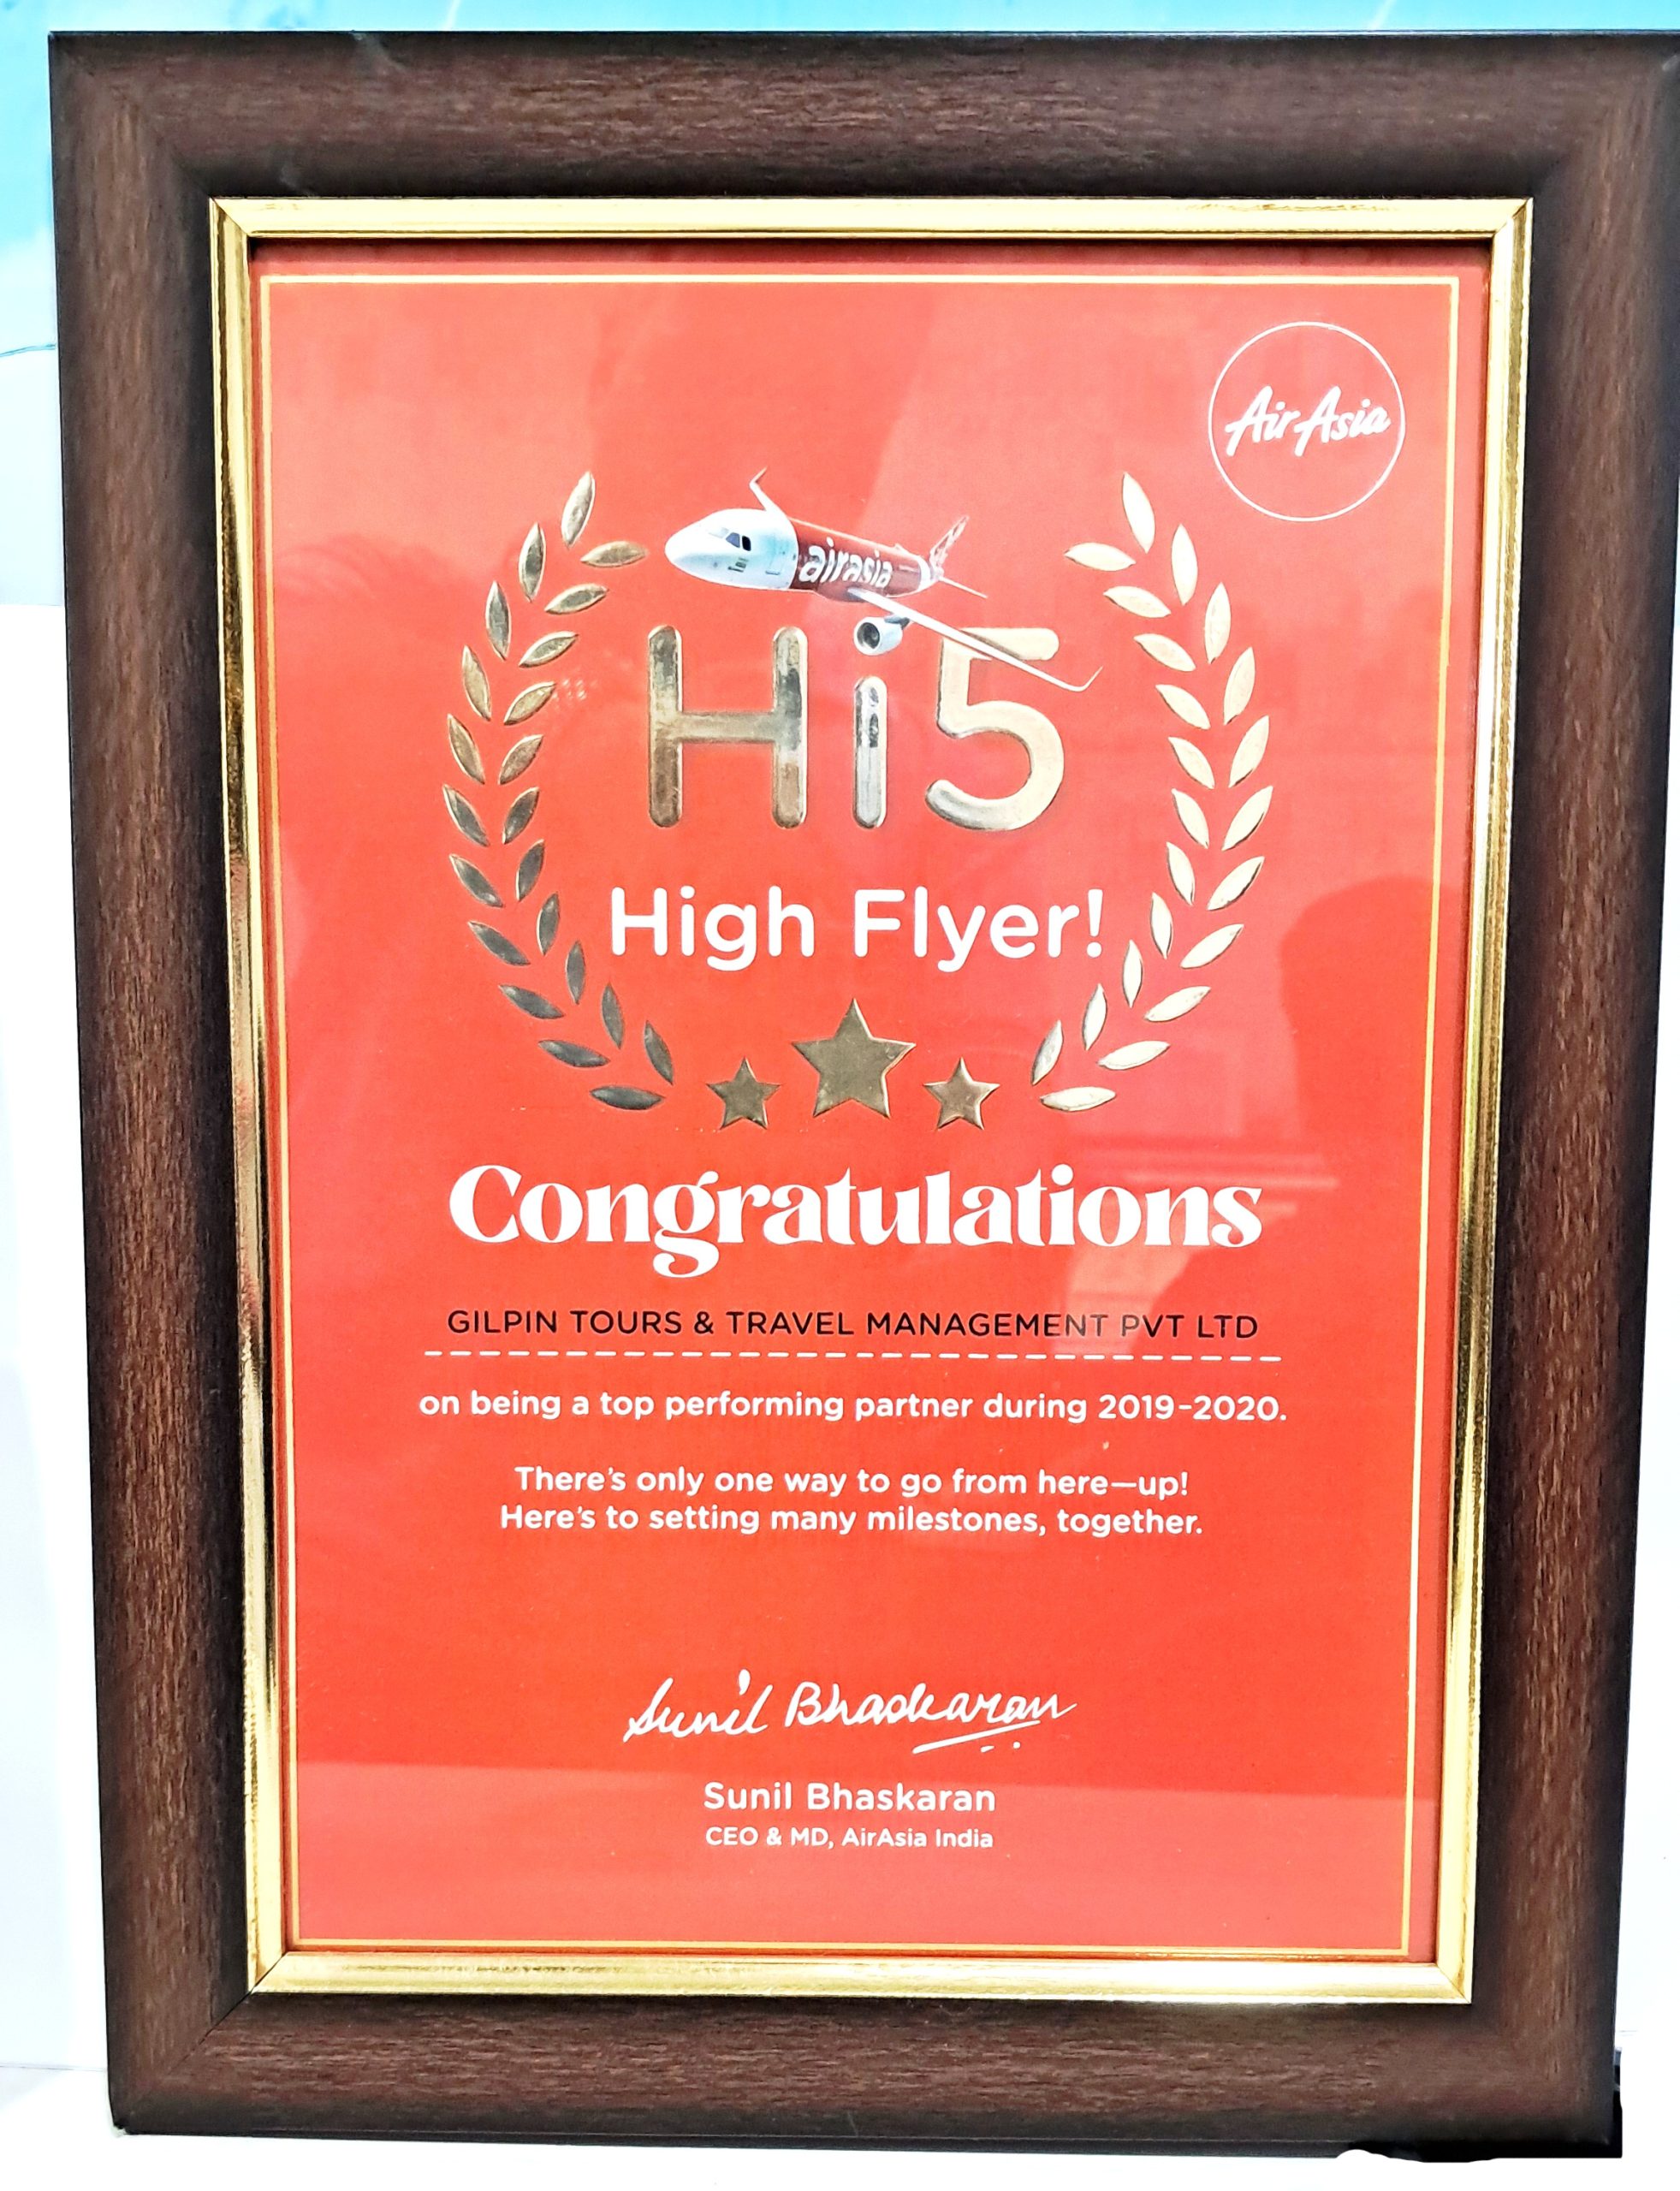 AirAsia
airasia
Hi5
High Flyer!
Congratulations
GILPIN TOURS & TRAVEL MANAGEMENT PVT LTD
on being a top performing partner during 2019-2020.
There's only one way to go from here—up!
Here's to setting many milestones, together.
Sunil Bhaskaran
Sunil Bhaskaran
CEO & MD, AirAsia India